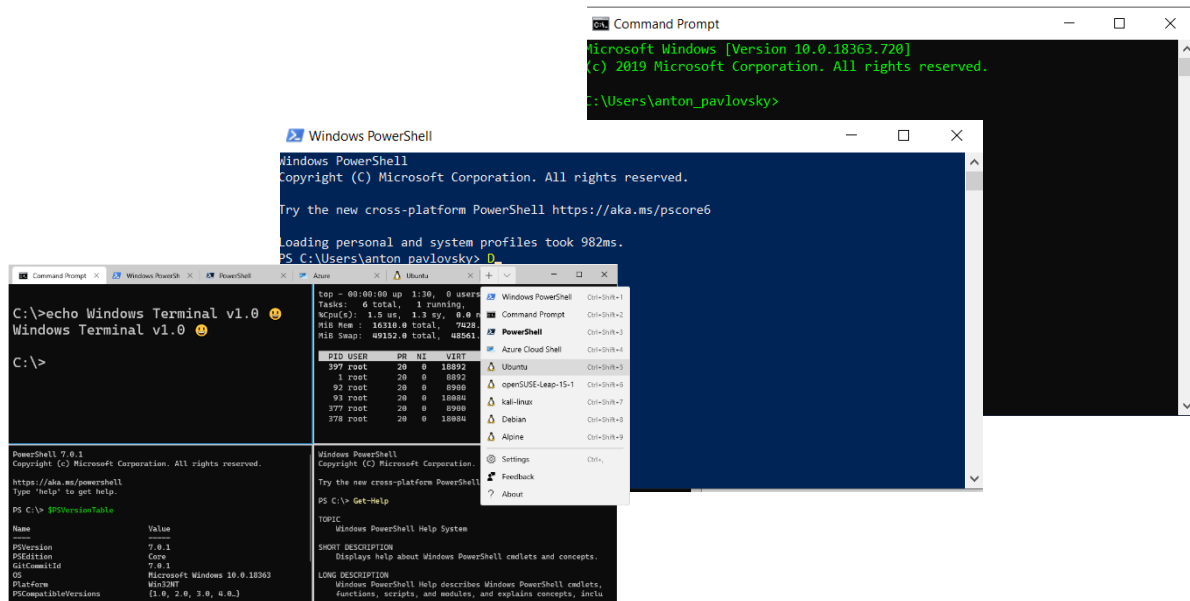 Command Prompt
Microsoft Windows [Version 10.0.18363.720]
(c) 2019 Microsoft Corporation. All rights reserved.
C:\Users\anton_pavlovsky>
Windows PowerShell
Windows PowerShell
Copyright (C) Microsoft Corporation. All rights reserved.
Try the new cross-platform PowerShell https://aka.ms/pscore6
Loading personal and system profiles took 982ms.
PS C:\Users\anton_pavlovsky> D_
Command Prompt
Windows PowerSh
PowerShell
Azure
Ubuntu
C:\>echo Windows Terminal v1.0 😃
Windows Terminal v1.0 😃
C:\>
top - 00:00:00 up 1:30, 0 users
Tasks: 6 total, 1 running,
%Cpu(s): 1.5 us, 1.3 sy, 0.0 n
MiB Mem : 16310.0 total, 7428.
MiB Swap: 49152.0 total, 48561.
PID USER PR NI VIRT
397 root 20 0 18892
1 root 20 0 8892
92 root 20 0 8900
93 root 20 0 18084
377 root 20 0 8900
378 root 20 0 18084
Windows PowerShell Ctrl+Shift+1
Command Prompt Ctrl+Shift+2
PowerShell Ctrl+Shift+3
Azure Cloud Shell Ctrl+Shift+4
Ubuntu Ctrl+Shift+5
openSUSE-Leap-15-1 Ctrl+Shift+6
kali-linux Ctrl+Shift+7
Debian Ctrl+Shift+8
Alpine Ctrl+Shift+9
Settings Ctrl+,
Feedback
? About
PowerShell 7.0.1
Copyright (c) Microsoft Corporation. All rights reserved.
https://aka.ms/powershell
Type 'help' to get help.
PS C:\> $PSVersionTable
Name Value
---- -----
PSVersion 7.0.1
PSEdition Core
GitCommitId 7.0.1
OS Microsoft Windows 10.0.18363
Platform Win32NT
PSCompatibleVersions {1.0, 2.0, 3.0, 4.0…}
Windows PowerShell
Copyright (C) Microsoft Corporation.
Try the new cross-platform PowerShell
PS C:\> Get-Help
TOPIC
Windows PowerShell Help System
SHORT DESCRIPTION
Displays help about Windows PowerShell cmdlets and concepts.
LONG DESCRIPTION
Windows PowerShell Help describes Windows PowerShell cmdlets,
functions, scripts, and modules, and explains concepts, inclu